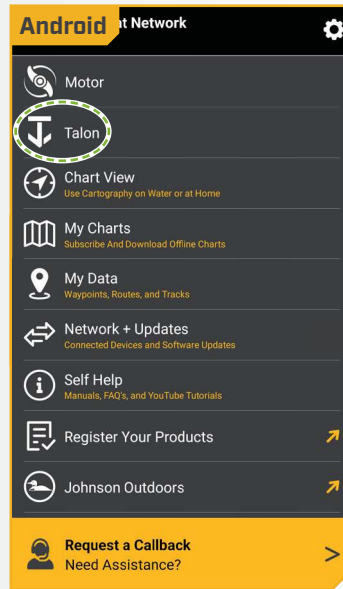 Android
t Network
Motor
Talon
Chart View
Use Cartography on Water or at Home
My Charts
Subscribe And Download Offline Charts
My Data
Waypoints, Routes, and Tracks
Network + Updates
Connected Devices and Software Updates
Self Help
Manuals, FAQ's, and YouTube Tutorials
Register Your Products
Johnson Outdoors
Request a Callback
Need Assistance?